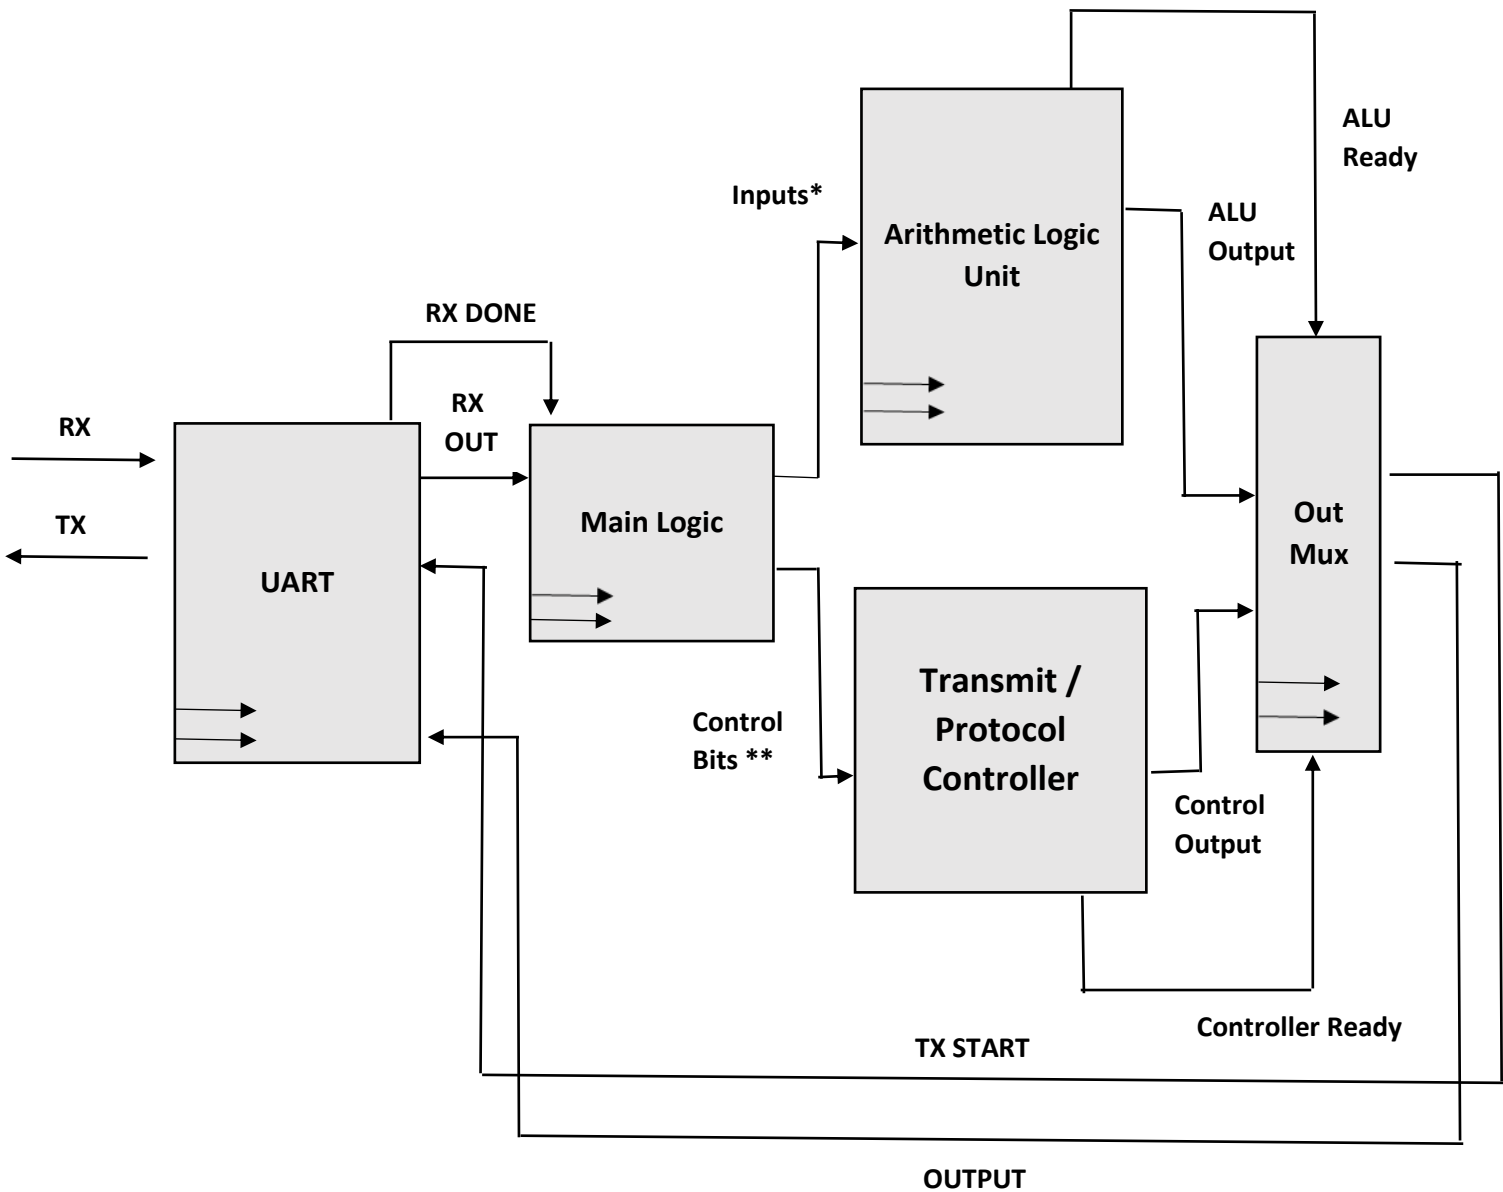 ALU
Ready
Inputs*
ALU
Output
Arithmetic Logic
Unit
RX DONE
RX
OUT
RX
TX
UART
Main Logic
Out
Mux
Transmit /
Protocol
Controller
Control
Bits **
Control
Output
Controller Ready
TX START
OUTPUT